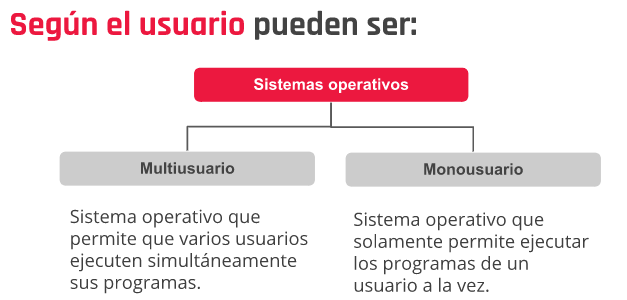 Según el usuario pueden ser:
Sistemas operativos
Multiusuario
Monousuario
Sistema operativo que
permite que varios usuarios
ejecuten simultáneamente
sus programas.
Sistema operativo que
solamente permite ejecutar
los programas de un
usuario a la vez.